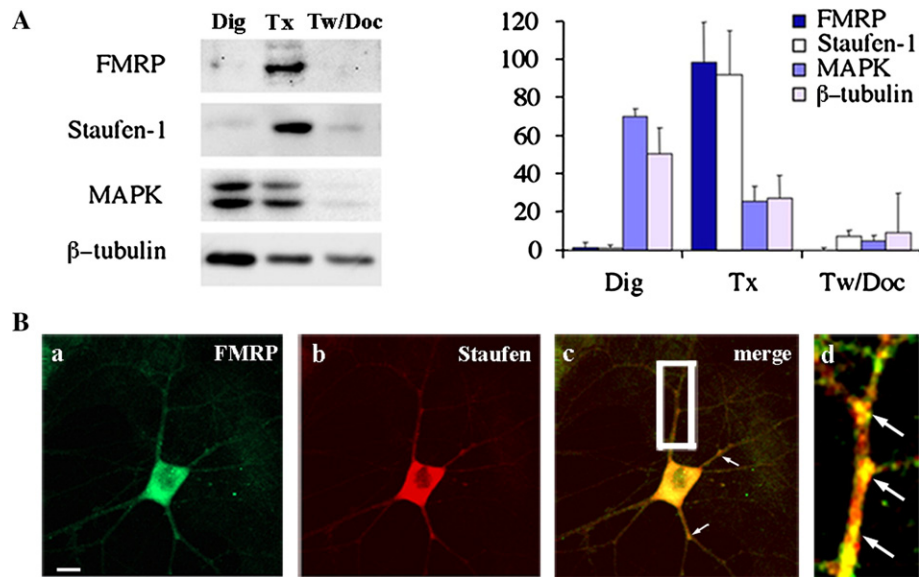 A
Dig Tx Tw/Doc
FMRP
Staufen-1
MAPK
β–tubulin
120
100
80
60
40
20
0
FMRP
Staufen-1
MAPK
β–tubulin
Dig Tx Tw/Doc
B
a FMRP
b Staufen
c merge
d